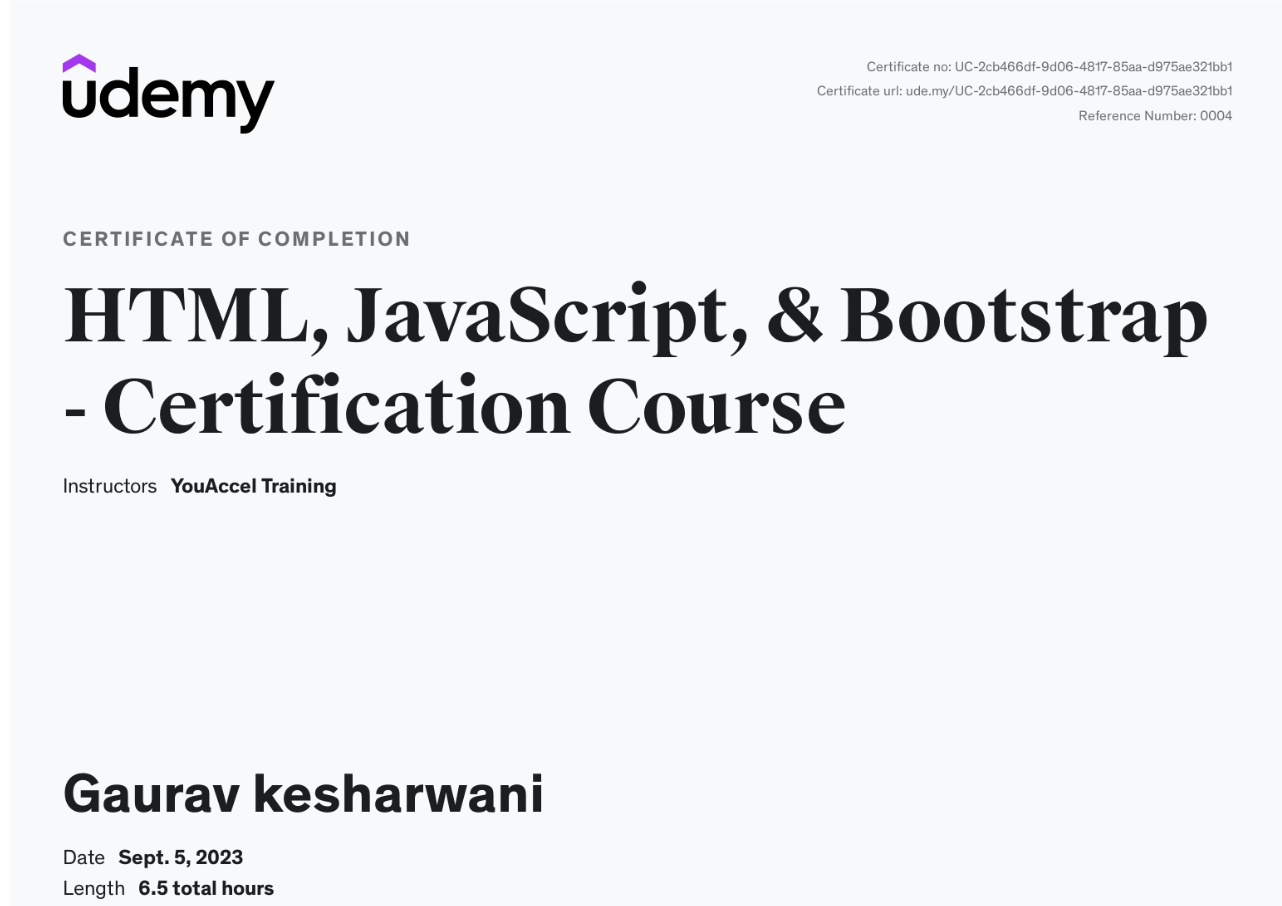 udemy
Certificate no: UC-2cb466df-9d06-4817-85aa-d975ae321bb1
Certificate url: ude.my/UC-2cb466df-9d06-4817-85aa-d975ae321bb1
Reference Number: 0004
CERTIFICATE OF COMPLETION
HTML, JavaScript, & Bootstrap
- Certification Course
Instructors YouAccel Training
Gaurav kesharwani
Date Sept. 5, 2023
Length 6.5 total hours